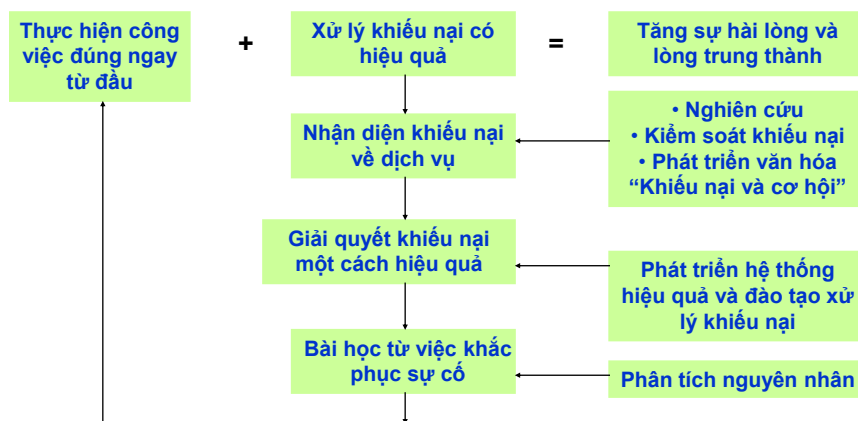 Thực hiện công
việc đúng ngay
từ đầu
+
Xử lý khiếu nại có
hiệu quả
=
Tăng sự hài lòng và
lòng trung thành
Nhận diện khiếu nại
về dịch vụ
• Nghiên cứu
• Kiểm soát khiếu nại
• Phát triển văn hóa
“Khiếu nại và cơ hội”
Giải quyết khiếu nại
một cách hiệu quả
Phát triển hệ thống
hiệu quả và đào tạo xử
lý khiếu nại
Bài học từ việc khắc
phục sự cố
Phân tích nguyên nhân